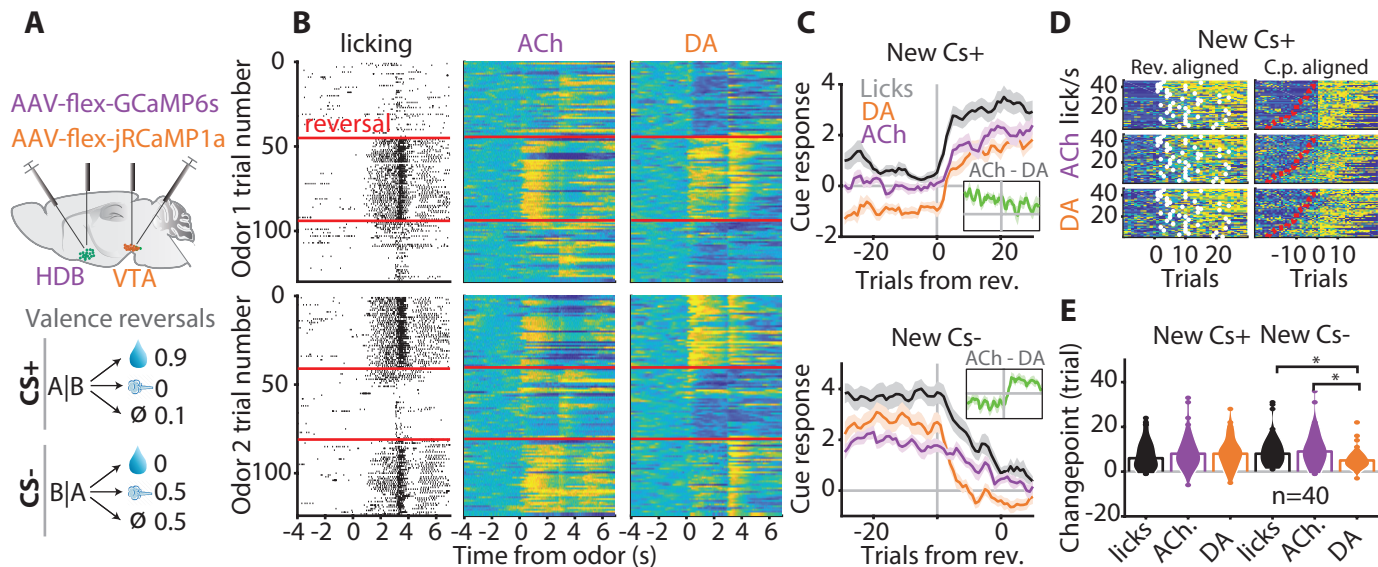 A
AAV-flex-GCaMP6s
AAV-flex-jRCaMP1a
HDB
VTA
Valence reversals
CS+
A|B
0.9
0
Ø 0.1
CS-
B|A
0
0.5
Ø 0.5
B
licking
ACh
DA
Odor 1 trial number
0
50
100
reversal
Odor 2 trial number
0
50
100
-4 -2 0 2 4 6
-4 -2 0 2 4 6
-4 -2 0 2 4 6
Time from odor (s)
C
New Cs+
Cue response
4
2
0
-2
Licks
DA
ACh
ACh - DA
-20 0 20
Trials from rev.
New Cs-
Cue response
4
2
0
ACh - DA
-20 0
Trials from rev.
D
New Cs+
Rev. aligned
C.p. aligned
DA ACh lick/s
40
20
40
20
40
20
0 10 20
-10 0 10
Trials
Trials
E
New Cs+ New Cs-
Changepoint (trial)
40
20
0
-20
*
*
n=40
licks
ACh.
DA
licks
ACh.
DA